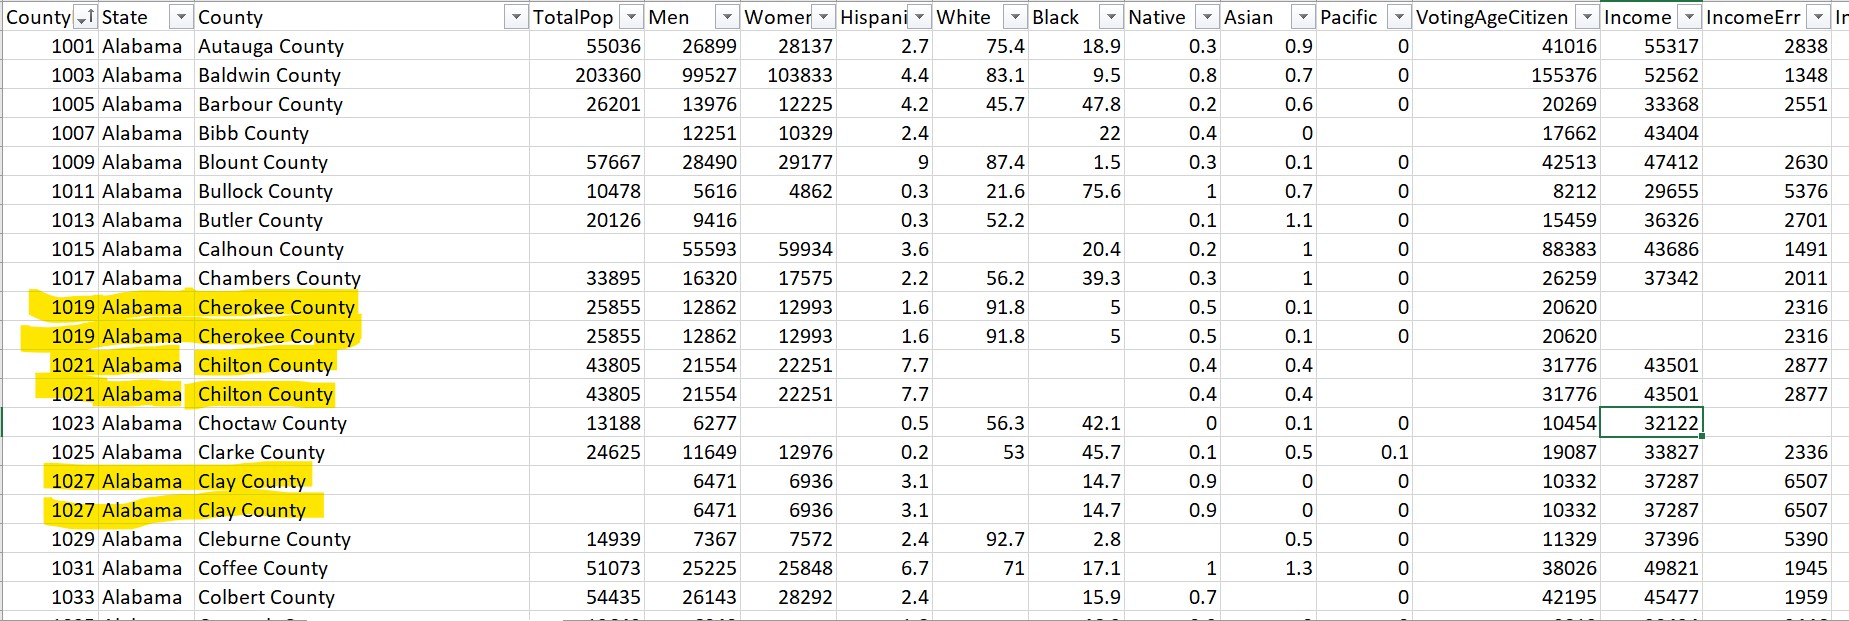 County State County TotalPop Men Women Hispani White Black Native Asian Pacific VotingAgeCitizen Income IncomeErr In
1001 Alabama Autauga County 55036 26899 28137 2.7 75.4 18.9 0.3 0.9 0 41016 55317 2838
1003 Alabama Baldwin County 203360 99527 103833 4.4 83.1 9.5 0.8 0.7 0 155376 52562 1348
1005 Alabama Barbour County 26201 13976 12225 4.2 45.7 47.8 0.2 0.6 0 20269 33368 2551
1007 Alabama Bibb County 12251 10329 2.4 22 0.4 0 17662 43404
1009 Alabama Blount County 57667 28490 29177 9 87.4 1.5 0.3 0.1 0 42513 47412 2630
1011 Alabama Bullock County 10478 5616 4862 0.3 21.6 75.6 1 0.7 0 8212 29655 5376
1013 Alabama Butler County 20126 9416 0.3 52.2 0.1 1.1 0 15459 36326 2701
1015 Alabama Calhoun County 55593 59934 3.6 20.4 0.2 1 0 88383 43686 1491
1017 Alabama Chambers County 33895 16320 17575 2.2 56.2 39.3 0.3 1 0 26259 37342 2011
1019 Alabama Cherokee County 25855 12862 12993 1.6 91.8 5 0.5 0.1 0 20620 2316
1019 Alabama Cherokee County 25855 12862 12993 1.6 91.8 5 0.5 0.1 0 20620 2316
1021 Alabama Chilton County 43805 21554 22251 7.7 0.4 0.4 31776 43501 2877
1021 Alabama Chilton County 43805 21554 22251 7.7 0.4 0.4 31776 43501 2877
1023 Alabama Choctaw County 13188 6277 0.5 56.3 42.1 0 0.1 0 10454 32122
1025 Alabama Clarke County 24625 11649 12976 0.2 53 45.7 0.1 0.5 0.1 19087 33827 2336
1027 Alabama Clay County 6471 6936 3.1 14.7 0.9 0 0 10332 37287 6507
1027 Alabama Clay County 6471 6936 3.1 14.7 0.9 0 0 10332 37287 6507
1029 Alabama Cleburne County 14939 7367 7572 2.4 92.7 2.8 0.5 0 11329 37396 5390
1031 Alabama Coffee County 51073 25225 25848 6.7 71 17.1 1 1.3 0 38026 49821 1945
1033 Alabama Colbert County 54435 26143 28292 2.4 15.9 0.7 0 42195 45477 1959